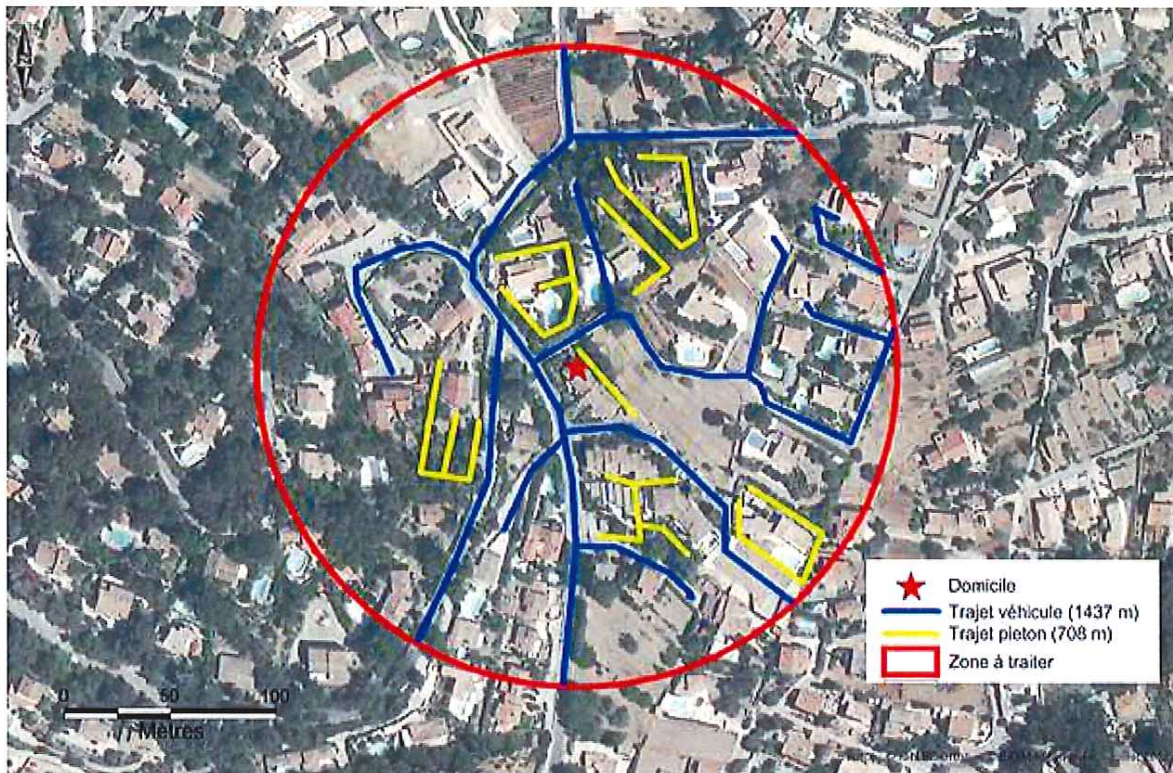 N
Domicile
Trajet véhicule (1437 m)
Trajet pieton (708 m)
Zone à traiter
0 50 100
Mètres